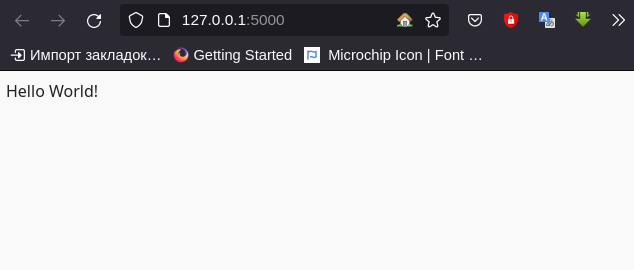 127.0.0.1:5000
Импорт закладок… Getting Started Microchip Icon | Font …
Hello World!